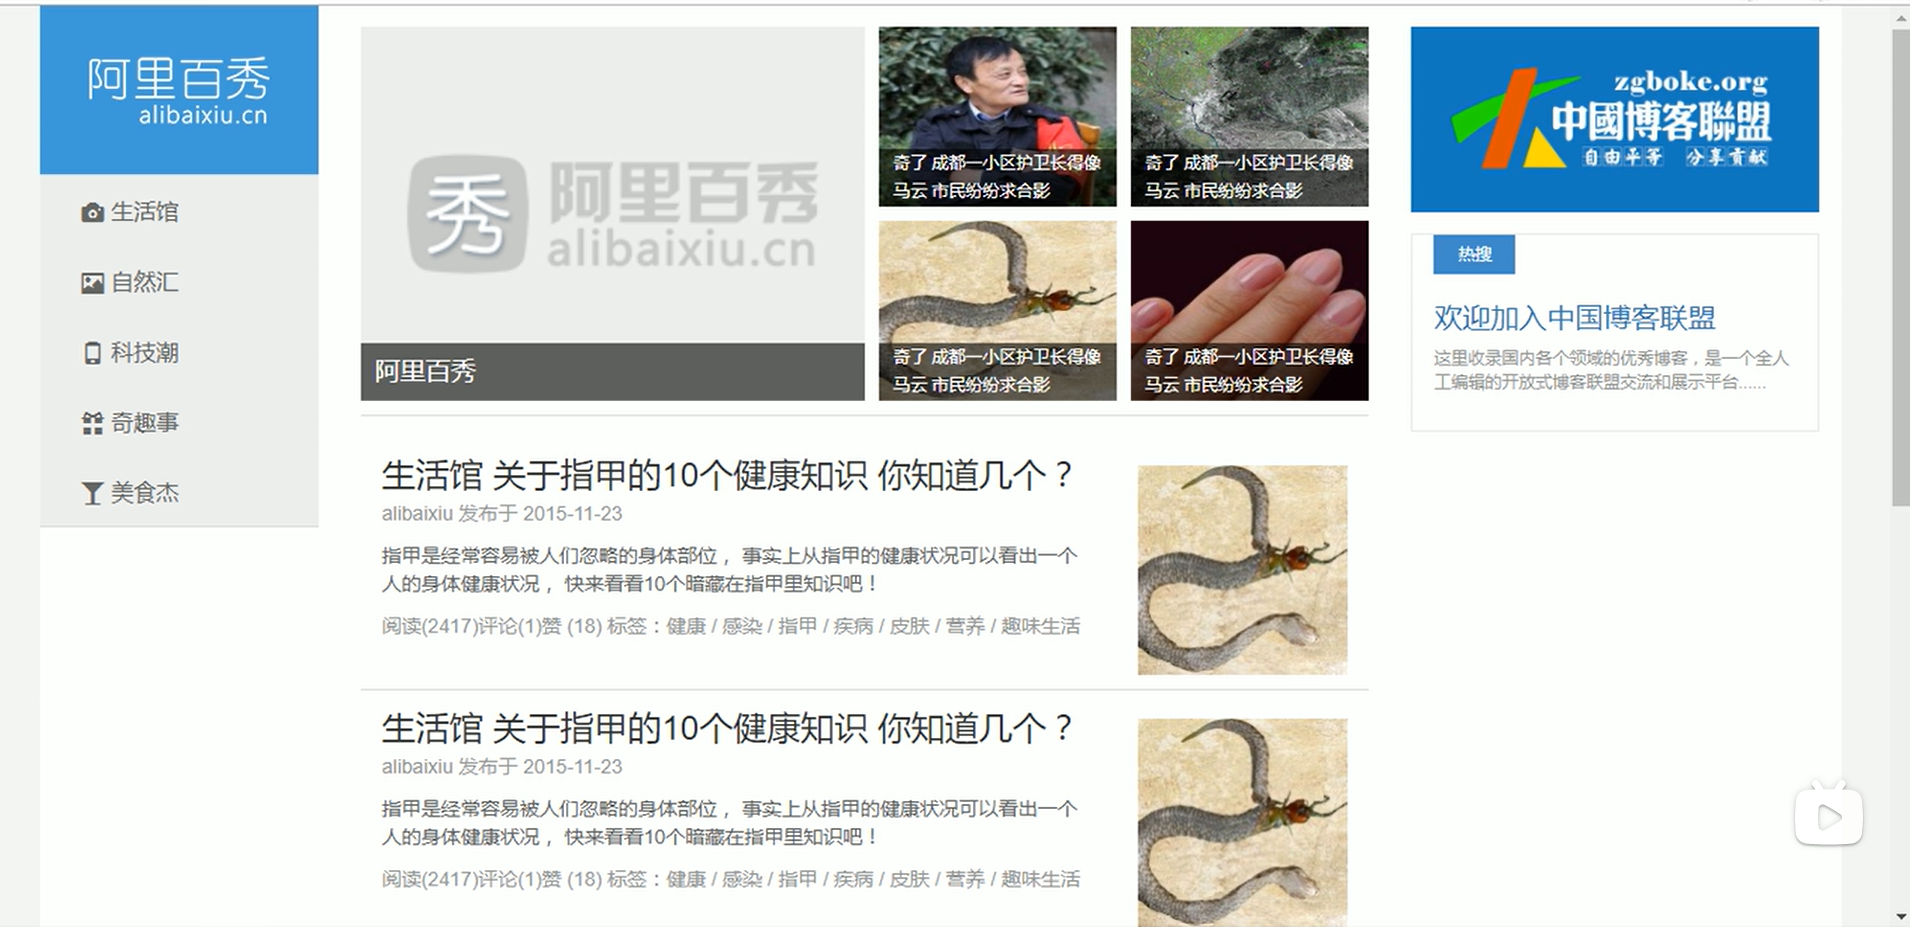 阿里百秀
alibaixiu.cn
生活馆
自然汇
科技潮
奇趣事
美食杰
秀 阿里百秀
alibaixiu.cn
阿里百秀
奇了 成都一小区护卫长得像
马云 市民纷纷求合影
奇了 成都一小区护卫长得像
马云 市民纷纷求合影
奇了 成都一小区护卫长得像
马云 市民纷纷求合影
奇了 成都一小区护卫长得像
马云 市民纷纷求合影
生活馆 关于指甲的10个健康知识 你知道几个？
alibaixiu 发布于 2015-11-23
指甲是经常容易被人们忽略的身体部位， 事实上从指甲的健康状况可以看出一个
人的身体健康状况， 快来看看10个暗藏在指甲里知识吧！
阅读(2417)评论(1)赞 (18) 标签：健康 / 感染 / 指甲 / 疾病 / 皮肤 / 营养 / 趣味生活
生活馆 关于指甲的10个健康知识 你知道几个？
alibaixiu 发布于 2015-11-23
指甲是经常容易被人们忽略的身体部位， 事实上从指甲的健康状况可以看出一个
人的身体健康状况， 快来看看10个暗藏在指甲里知识吧！
阅读(2417)评论(1)赞 (18) 标签：健康 / 感染 / 指甲 / 疾病 / 皮肤 / 营养 / 趣味生活
zgboke.org
中國博客聯盟
自由平等 分享贡献
热搜
欢迎加入中国博客联盟
这里收录国内各个领域的优秀博客，是一个全人
工编辑的开放式博客联盟交流和展示平台......